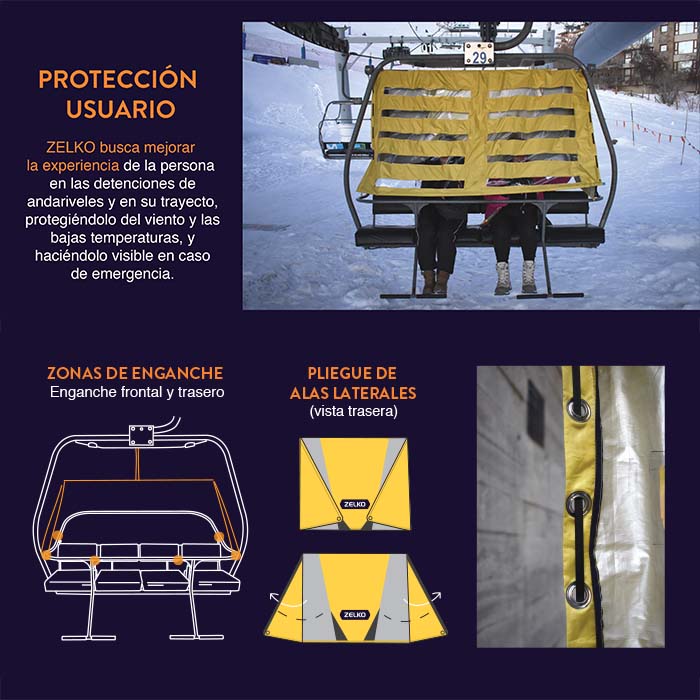 PROTECCIÓN
USUARIO
ZELKO busca mejorar
la experiencia de la persona
en las detenciones de
andariveles y en su trayecto,
protegiéndolo del viento y las
bajas temperaturas, y
haciéndolo visible en caso
de emergencia.
29
ZONAS DE ENGANCHE
Enganche frontal y trasero
PLIEGUE DE
ALAS LATERALES
(vista trasera)
ZELKO
ZELKO